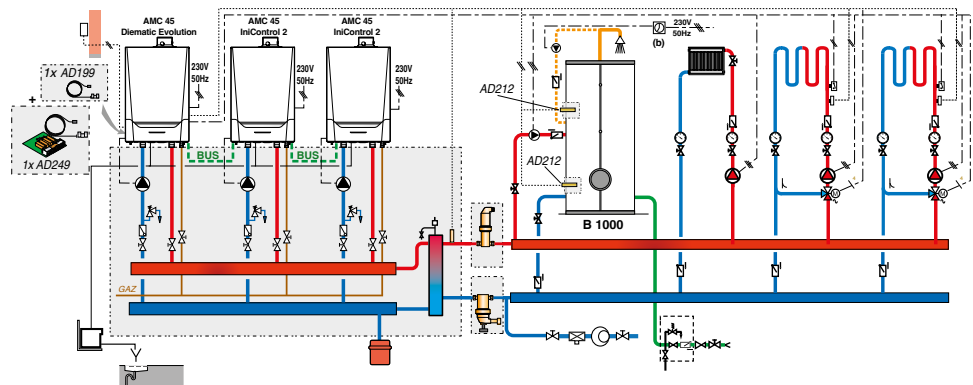 AMC 45
Diematic Evolution
AMC 45
IniControl 2
AMC 45
IniControl 2
230V
50Hz
230V
50Hz
230V
50Hz
1x AD199
+
1x AD249
BUS
BUS
GAZ
AD212
AD212
B 1000
(b)
230V
50Hz
M
M